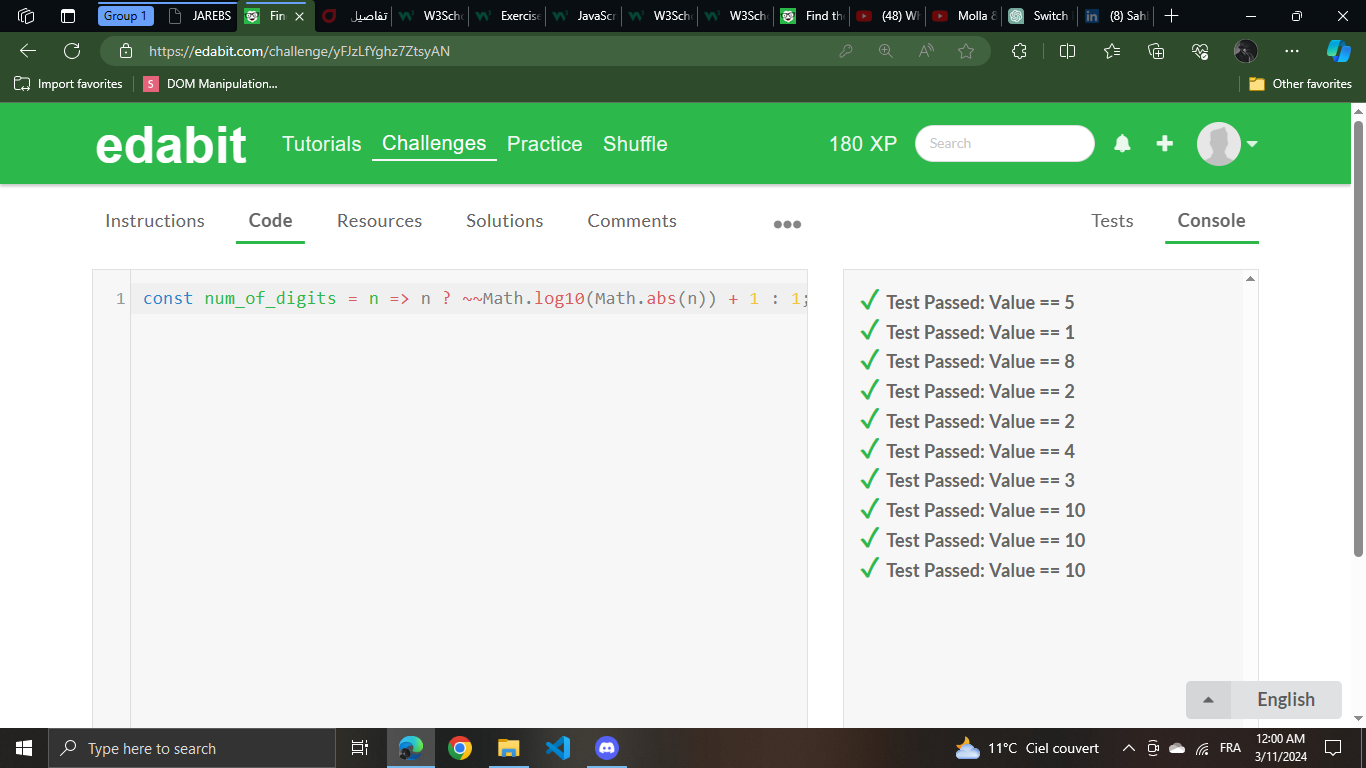 Group 1
JAREBS
Fin
تفاصيل
W3Sch
Exercise
JavaScr
W3Sch
W3Sch
Find the
(48) W
Molla &
Switch
(8) Sahl
https://edabit.com/challenge/yFJzLfYghz7ZtsyAN
Import favorites
S
DOM Manipulation...
Other favorites
edabit
Tutorials
Challenges
Practice
Shuffle
180 XP
Search
Instructions
Code
Resources
Solutions
Comments
Tests
Console
1
const num_of_digits = n => n ? ~~Math.log10(Math.abs(n)) + 1 : 1;
Test Passed: Value == 5
Test Passed: Value == 1
Test Passed: Value == 8
Test Passed: Value == 2
Test Passed: Value == 2
Test Passed: Value == 4
Test Passed: Value == 3
Test Passed: Value == 10
Test Passed: Value == 10
Test Passed: Value == 10
English
Type here to search
11°C Ciel couvert
FRA
12:00 AM
3/11/2024